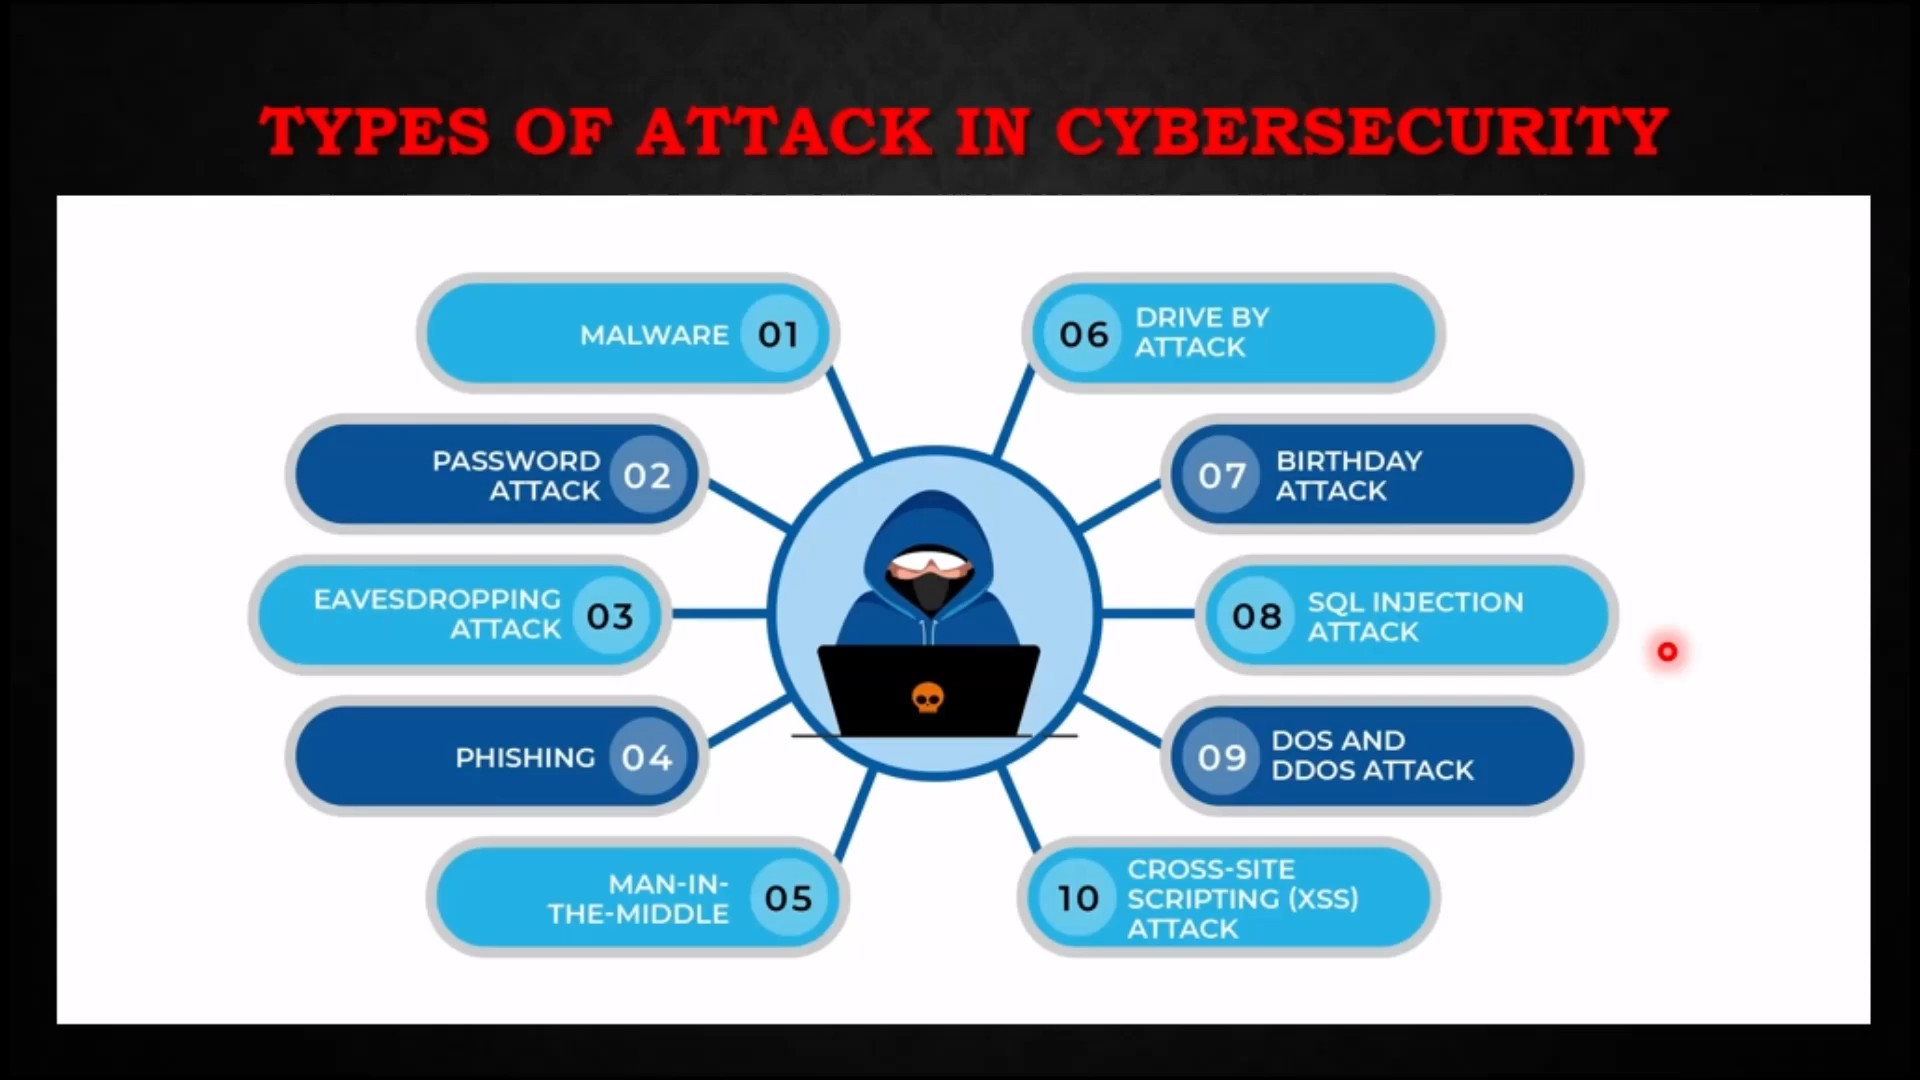 TYPES OF ATTACK IN CYBERSECURITY
MALWARE 01
PASSWORD
ATTACK 02
EAVESDROPPING
ATTACK 03
PHISHING 04
MAN-IN-
THE-MIDDLE 05
06 DRIVE BY
ATTACK
07 BIRTHDAY
ATTACK
08 SQL INJECTION
ATTACK
09 DOS AND
DDOS ATTACK
10 CROSS-SITE
SCRIPTING (XSS)
ATTACK